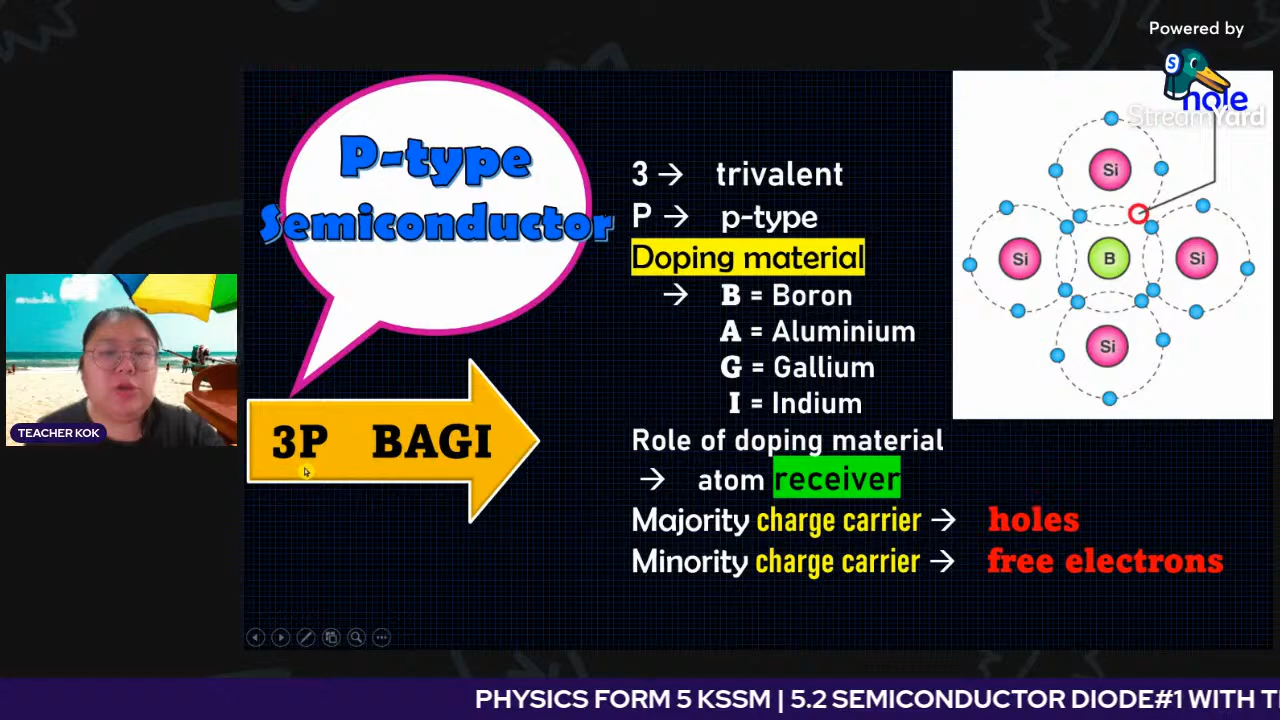 Powered by
S
hole
StreamYard
P-type
Semiconductor
3 → trivalent
P → p-type
Doping material
→ B = Boron
A = Aluminium
G = Gallium
I = Indium
Role of doping material
→ atom receiver
Majority charge carrier → holes
Minority charge carrier → free electrons
3P BAGI
Si
Si
B
Si
Si
TEACHER KOK
PHYSICS FORM 5 KSSM | 5.2 SEMICONDUCTOR DIODE#1 WITH T